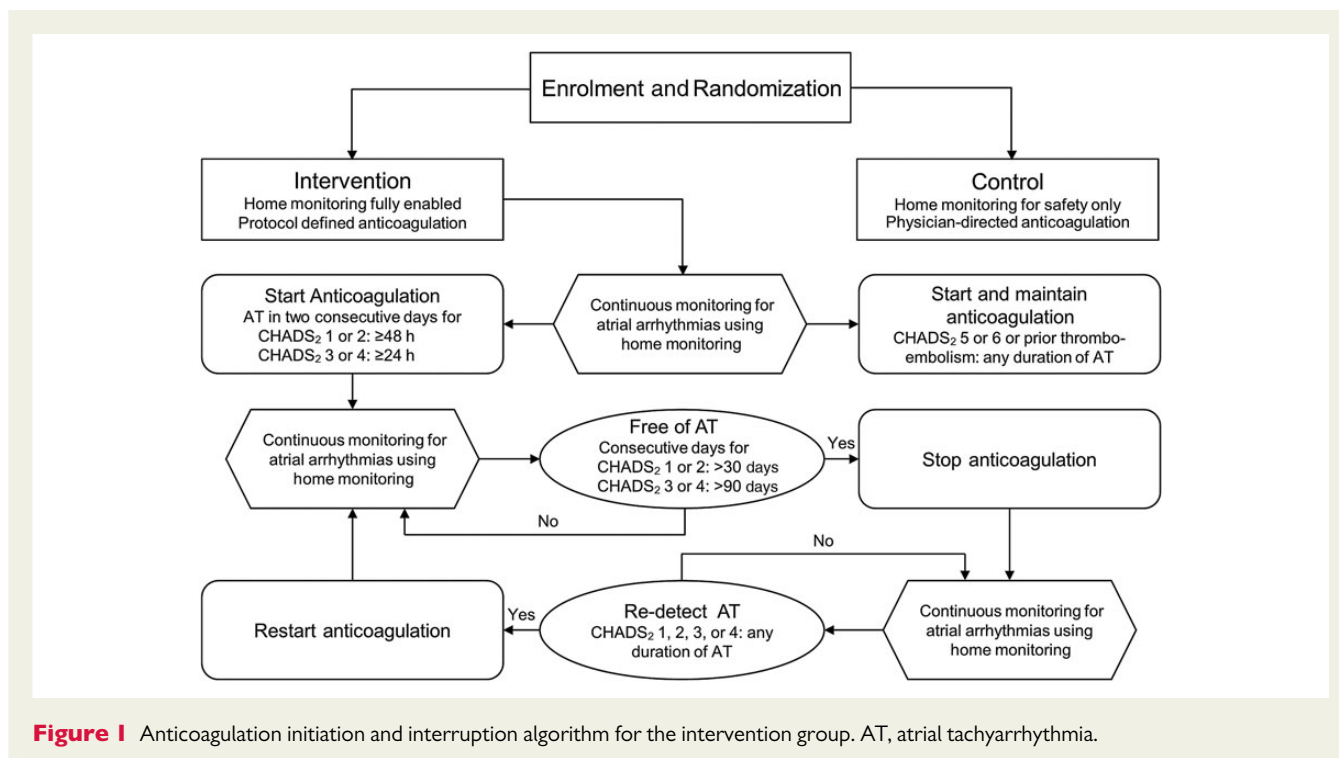 Enrolment and Randomization
Intervention
Home monitoring fully enabled
Protocol defined anticoagulation
Control
Home monitoring for safety only
Physician-directed anticoagulation
Start Anticoagulation
AT in two consecutive days for
CHADS₂ 1 or 2: ≥48 h
CHADS₂ 3 or 4: ≥24 h
Continuous monitoring for
atrial arrhythmias using
home monitoring
Start and maintain
anticoagulation
CHADS₂ 5 or 6 or prior thrombo-
embolism: any duration of AT
Continuous monitoring for
atrial arrhythmias using
home monitoring
Free of AT
Consecutive days for
CHADS₂ 1 or 2: >30 days
CHADS₂ 3 or 4: >90 days
Yes
Stop anticoagulation
No
No
Restart anticoagulation
Yes
Re-detect AT
CHADS₂ 1, 2, 3, or 4: any
duration of AT
Continuous monitoring for
atrial arrhythmias using
home monitoring
Figure 1 Anticoagulation initiation and interruption algorithm for the intervention group. AT, atrial tachyarrhythmia.